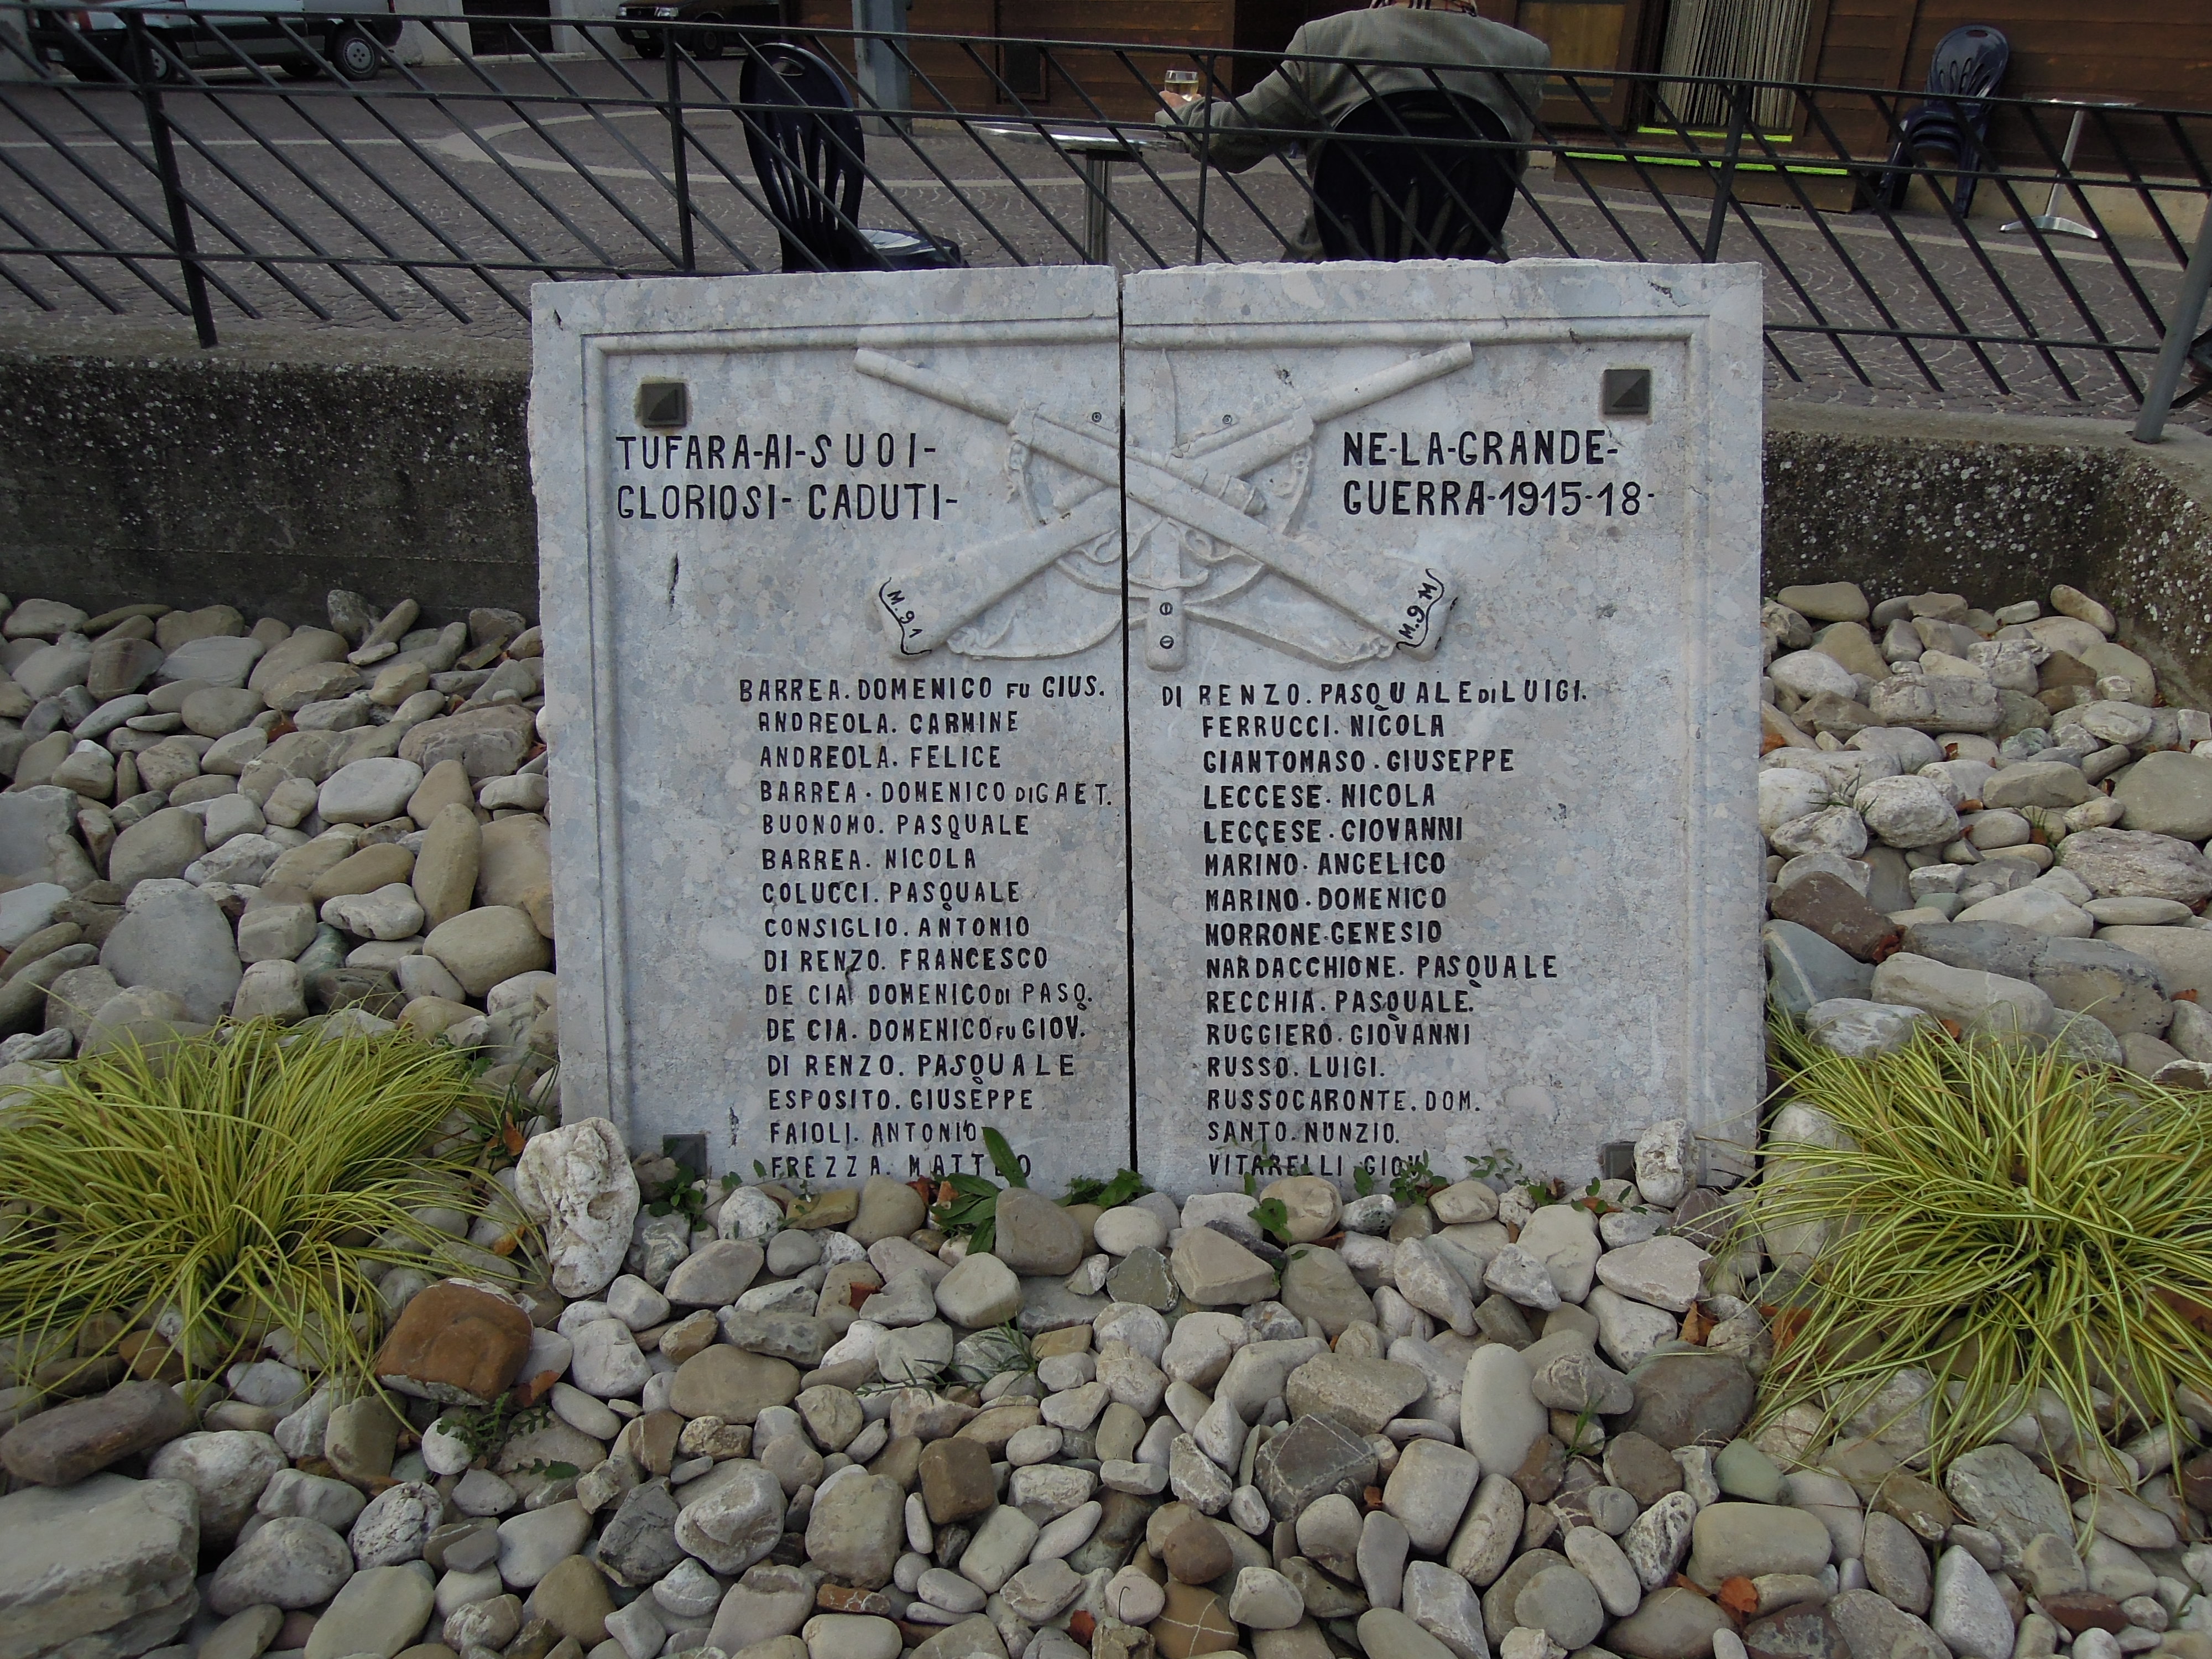 TUFARA-AI-SUOI-
GLORIOSI-CADUTI-
NE-LA-GRANDE-
GUERRA-1915-18-
M.91
M.9M
BARREA. DOMENICO FU GIUS.
ANDREOLA. CARMINE
ANDREOLA. FELICE
BARREA. DOMENICO DI GAET.
BUONOMO. PASQUALE
BARREA. NICOLA
COLUCCI. PASQUALE
CONSIGLIO. ANTONIO
DI RENZO. FRANCESCO
DE CIA DOMENICO DI PASQ.
DE CIA. DOMENICO FU GIOV.
DI RENZO. PASQUALE
ESPOSITO. GIUSEPPE
FAIOLI. ANTONIO
FREZZA. MATTEO
DI RENZO. PASQUALE DI LUIGI.
FERRUCCI. NICOLA
GIANTOMASO. GIUSEPPE
LECCESE. NICOLA
LECCESE. GIOVANNI
MARINO. ANGELICO
MARINO. DOMENICO
MORRONE. GENESIO
NARDACCHIONE. PASQUALE
RECCHIA. PASQUALE.
RUGGIERO. GIOVANNI
RUSSO. LUIGI.
RUSSOCARONTE. DOM.
SANTO. NUNZIO.
VITARELLI. GIOV.